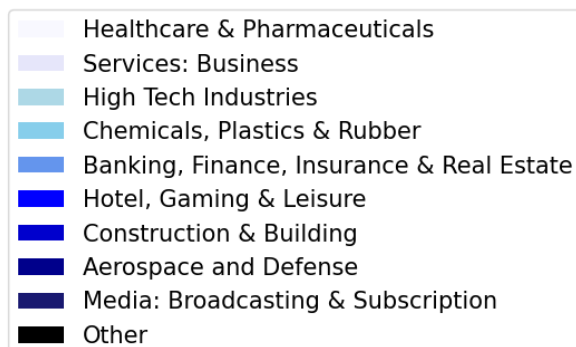 Healthcare & Pharmaceuticals
Services: Business
High Tech Industries
Chemicals, Plastics & Rubber
Banking, Finance, Insurance & Real Estate
Hotel, Gaming & Leisure
Construction & Building
Aerospace and Defense
Media: Broadcasting & Subscription
Other